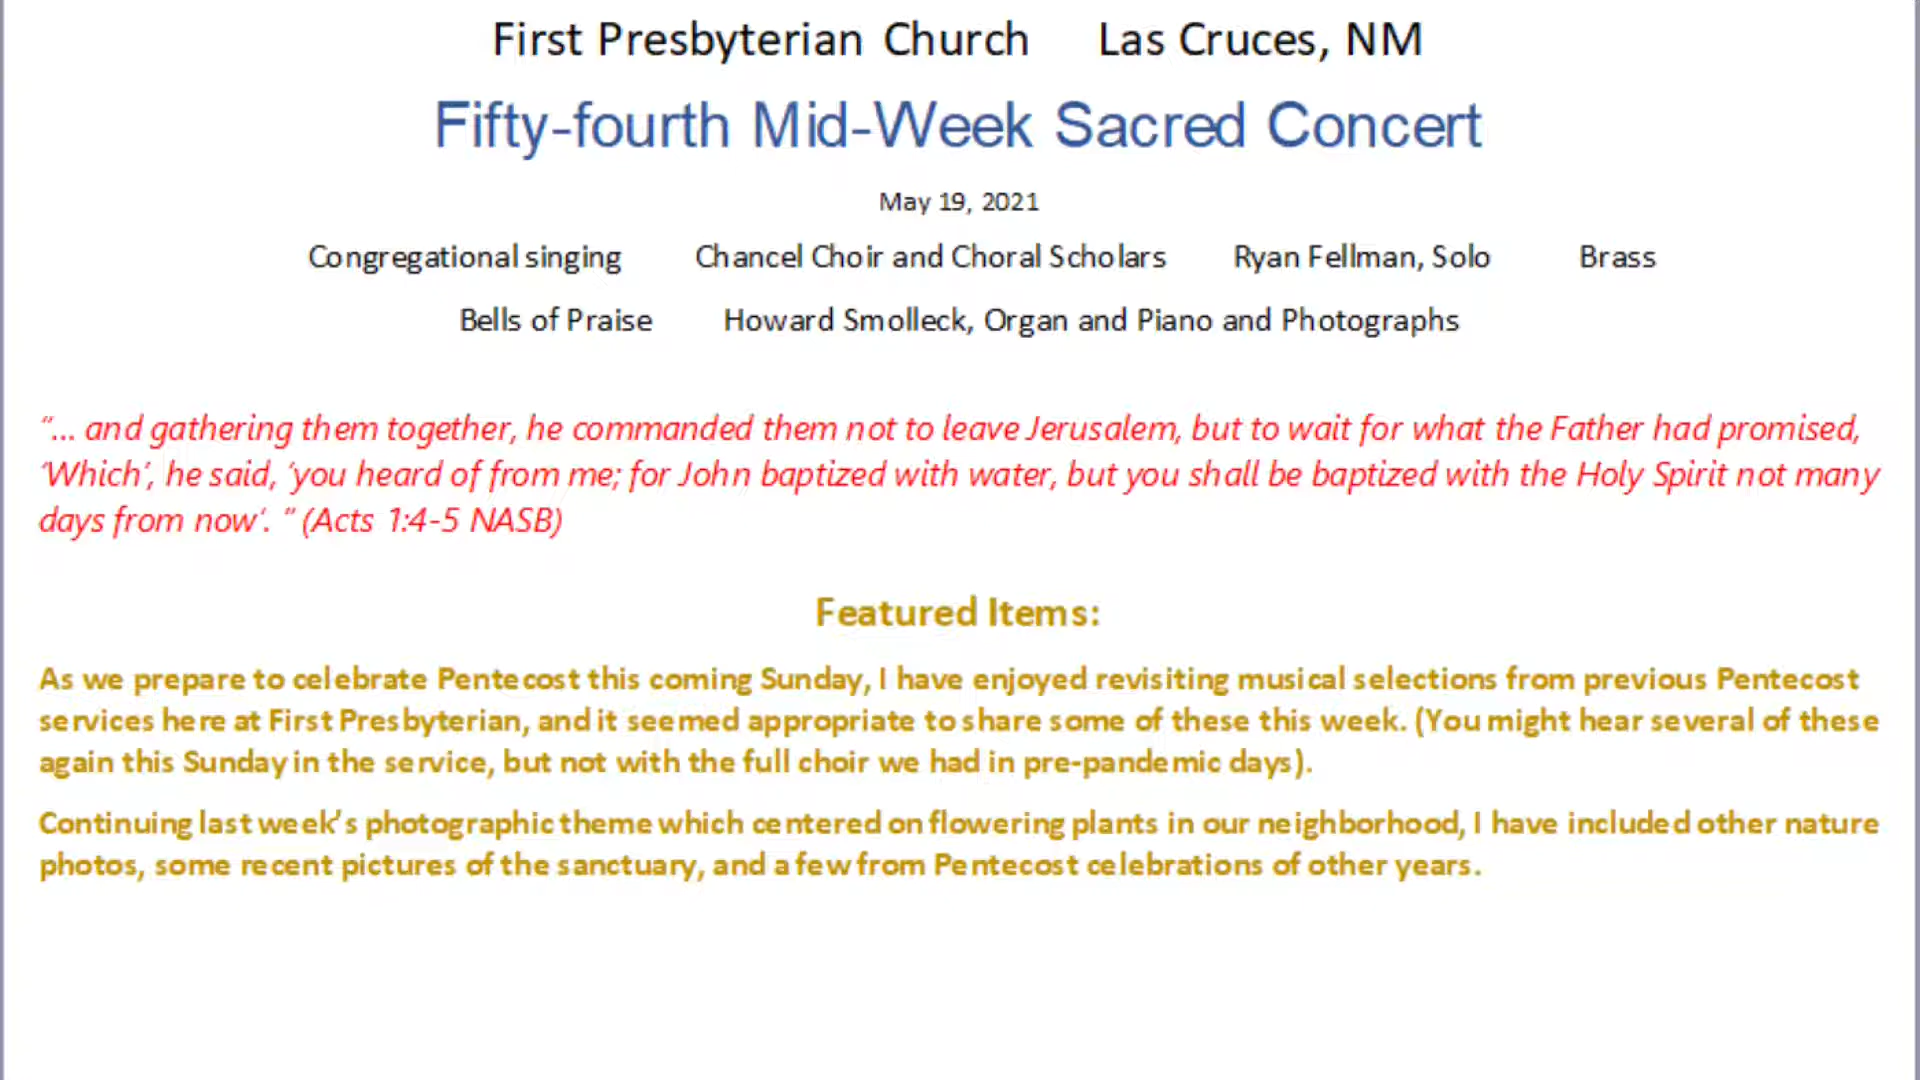 First Presbyterian Church Las Cruces, NM
Fifty-fourth Mid-Week Sacred Concert
May 19, 2021
Congregational singing Chancel Choir and Choral Scholars Ryan Fellman, Solo Brass
Bells of Praise Howard Smolleck, Organ and Piano and Photographs
“... and gathering them together, he commanded them not to leave Jerusalem, but to wait for what the Father had promised,
‘Which’, he said, ‘you heard of from me; for John baptized with water, but you shall be baptized with the Holy Spirit not many
days from now’. ” (Acts 1:4-5 NASB)
Featured Items:
As we prepare to celebrate Pentecost this coming Sunday, I have enjoyed revisiting musical selections from previous Pentecost
services here at First Presbyterian, and it seemed appropriate to share some of these this week. (You might hear several of these
again this Sunday in the service, but not with the full choir we had in pre-pandemic days).
Continuing last week’s photographic theme which centered on flowering plants in our neighborhood, I have included other nature
photos, some recent pictures of the sanctuary, and a few from Pentecost celebrations of other years.